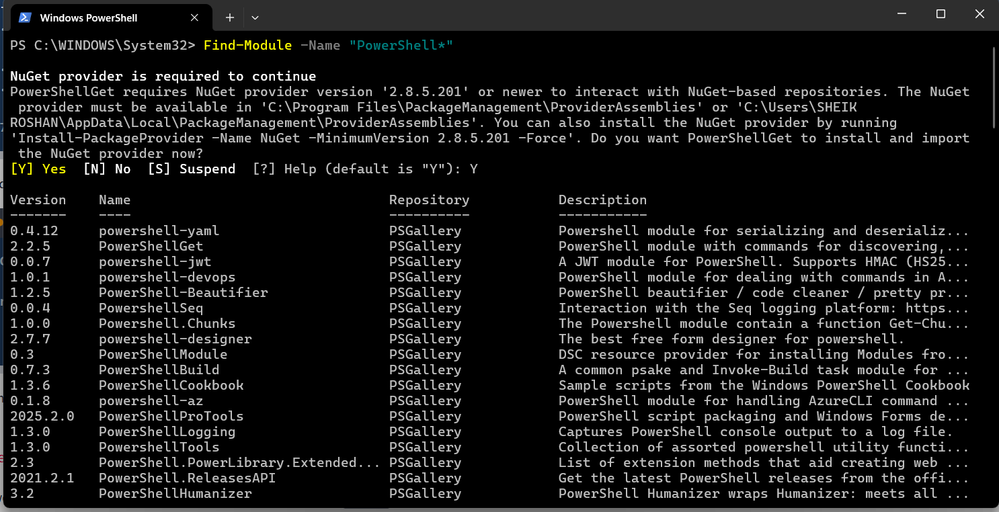 Windows PowerShell
PS C:\WINDOWS\System32> Find-Module -Name "PowerShell*"
NuGet provider is required to continue
PowerShellGet requires NuGet provider version '2.8.5.201' or newer to interact with NuGet-based repositories. The NuGet
provider must be available in 'C:\Program Files\PackageManagement\ProviderAssemblies' or 'C:\Users\SHEIK
ROSHAN\AppData\Local\PackageManagement\ProviderAssemblies'. You can also install the NuGet provider by running
'Install-PackageProvider -Name NuGet -MinimumVersion 2.8.5.201 -Force'. Do you want PowerShellGet to install and import
the NuGet provider now?
[Y] Yes  [N] No  [S] Suspend  [?] Help (default is "Y"): Y
Version    Name    Repository    Description
-------    ----    ----------    -----------
0.4.12    powershell-yaml    PSGallery    Powershell module for serializing and deserializ...
2.2.5    PowerShellGet    PSGallery    PowerShell module with commands for discovering,...
0.0.7    powershell-jwt    PSGallery    A JWT module for PowerShell. Supports HMAC (HS25...
1.0.1    powershell-devops    PSGallery    PowerShell module for dealing with commands in A...
1.2.5    PowerShell-Beautifier    PSGallery    PowerShell beautifier / code cleaner / pretty pr...
0.0.4    PowershellSeq    PSGallery    Interaction with the Seq logging platform: https...
1.0.0    Powershell.Chunks    PSGallery    The Powershell module contain a function Get-Chu...
2.7.7    powershell-designer    PSGallery    The best free form designer for powershell.
0.3    PowerShellModule    PSGallery    DSC resource provider for installing Modules fro...
0.7.3    PowerShellBuild    PSGallery    A common psake and Invoke-Build task module for ...
1.3.6    PowerShellCookbook    PSGallery    Sample scripts from the Windows PowerShell Cookbook
0.1.8    powershell-az    PSGallery    PowerShell module for handling AzureCLI command ...
2025.2.0    PowerShellProTools    PSGallery    PowerShell script packaging and Windows Forms de...
1.3.0    PowerShellLogging    PSGallery    Captures PowerShell console output to a log file.
1.3.0    PowershellTools    PSGallery    Collection of assorted powershell utility functi...
2.3    PowerShell.PowerLibrary.Extended...    PSGallery    List of extension methods that aid creating web ...
2021.2.1    PowerShell.ReleasesAPI    PSGallery    Get the latest PowerShell releases from the offi...
3.2    PowerShellHumanizer    PSGallery    PowerShell Humanizer wraps Humanizer: meets all ...